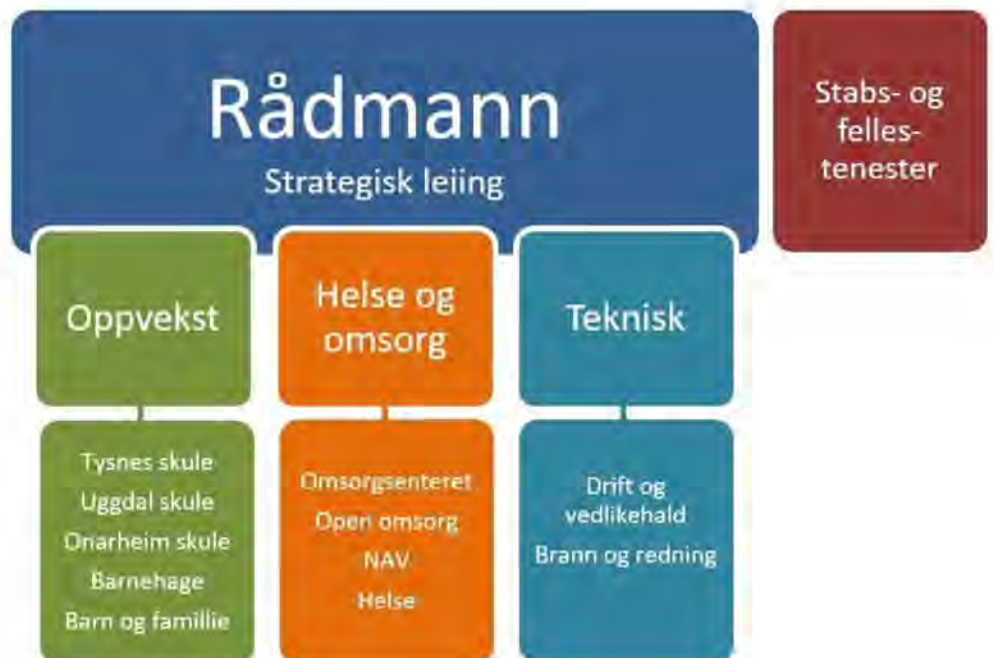 Rådmann
Strategisk leiing
Stabs- og
felles-
tenester
Oppvekst
Helse og
omsorg
Teknisk
Tysnes skule
Uggdal skule
Onarheim skule
Barnehage
Barn og famillie
Omsorgsenteret
Open omsorg
NAV
Helse
Drift og
vedlikehald
Brann og redning